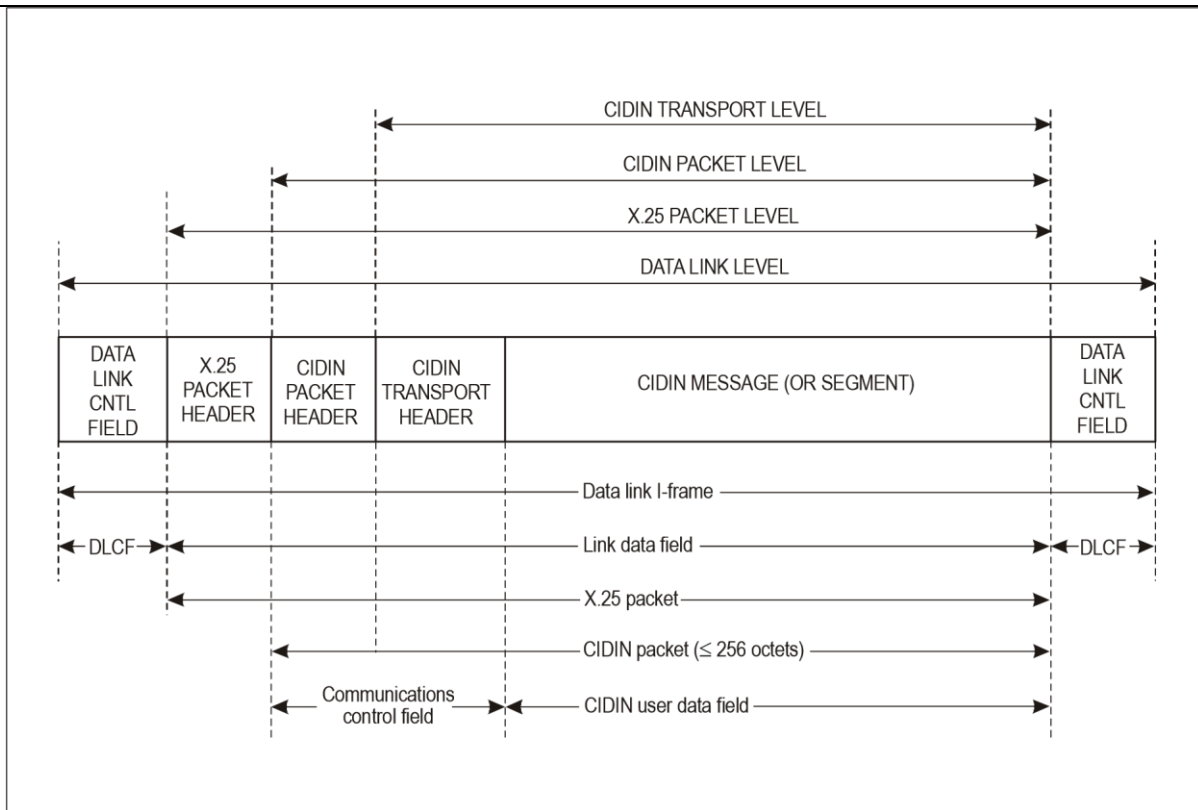 CIDIN TRANSPORT LEVEL
CIDIN PACKET LEVEL
X.25 PACKET LEVEL
DATA LINK LEVEL
DATA
LINK
CNTL
FIELD
X.25
PACKET
HEADER
CIDIN
PACKET
HEADER
CIDIN
TRANSPORT
HEADER
CIDIN MESSAGE (OR SEGMENT)
DATA
LINK
CNTL
FIELD
Data link I-frame
DLCF
Link data field
DLCF
X.25 packet
CIDIN packet (≤ 256 octets)
Communications
control field
CIDIN user data field